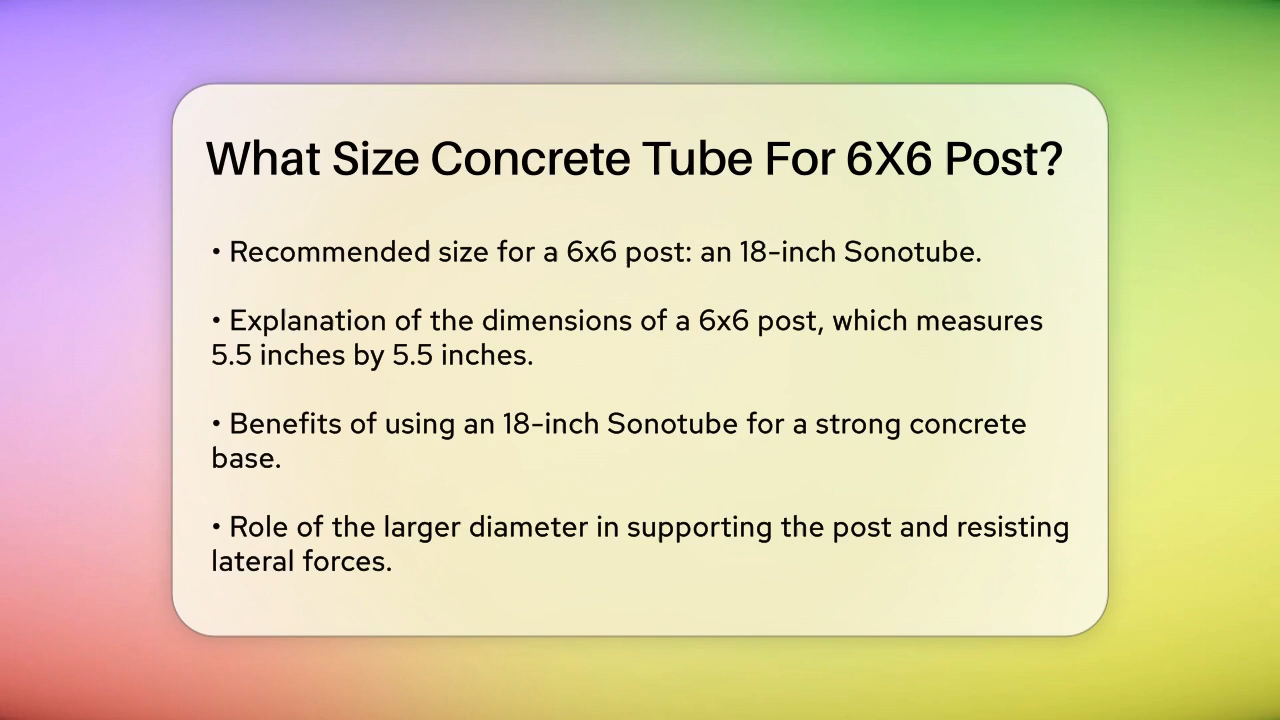 What Size Concrete Tube For 6X6 Post?
• Recommended size for a 6x6 post: an 18-inch Sonotube.
• Explanation of the dimensions of a 6x6 post, which measures
5.5 inches by 5.5 inches.
• Benefits of using an 18-inch Sonotube for a strong concrete
base.
• Role of the larger diameter in supporting the post and resisting
lateral forces.